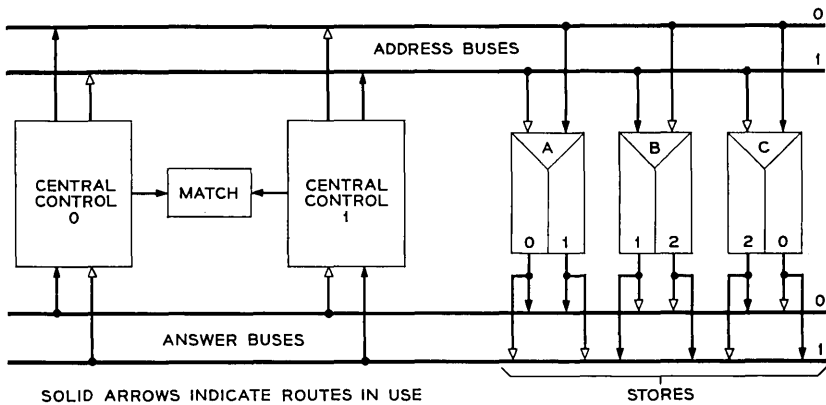 0
ADDRESS BUSES
1
A B C
CENTRAL CONTROL 0
MATCH
CENTRAL CONTROL 1
0 1 1 2 2 0
0
ANSWER BUSES
1
SOLID ARROWS INDICATE ROUTES IN USE
STORES